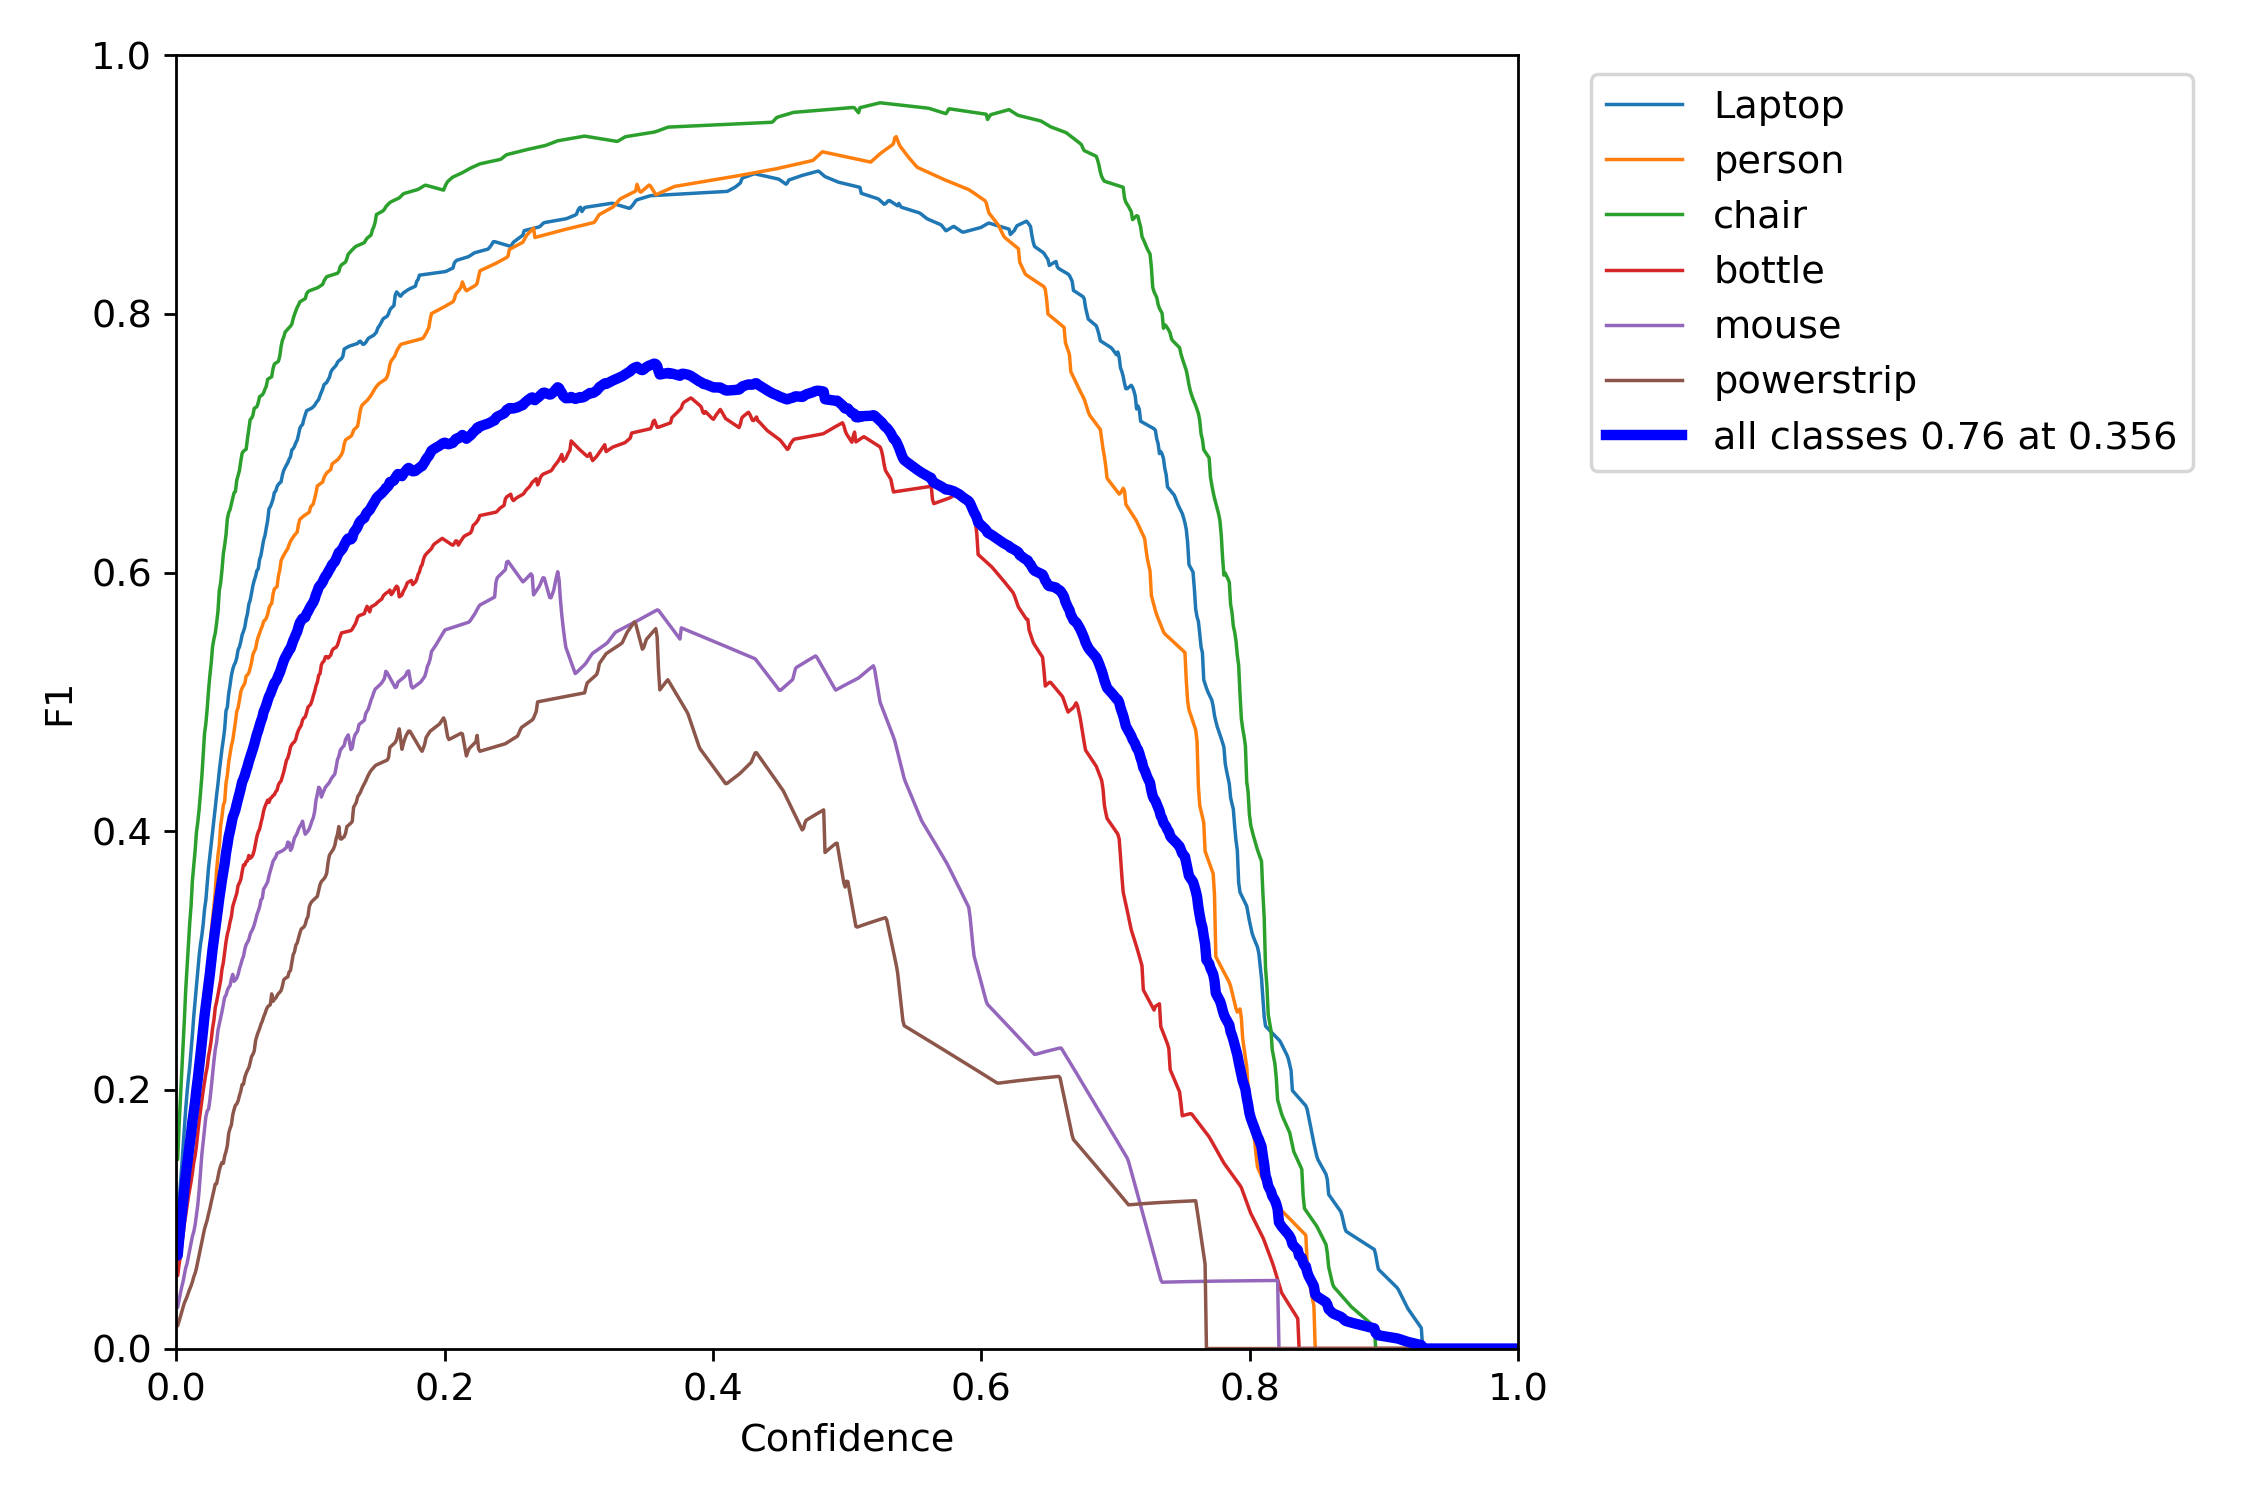 1.0
0.8
0.6
0.4
0.2
0.0
F1
0.0 0.2 0.4 0.6 0.8 1.0
Confidence
Laptop
person
chair
bottle
mouse
powerstrip
all classes 0.76 at 0.356